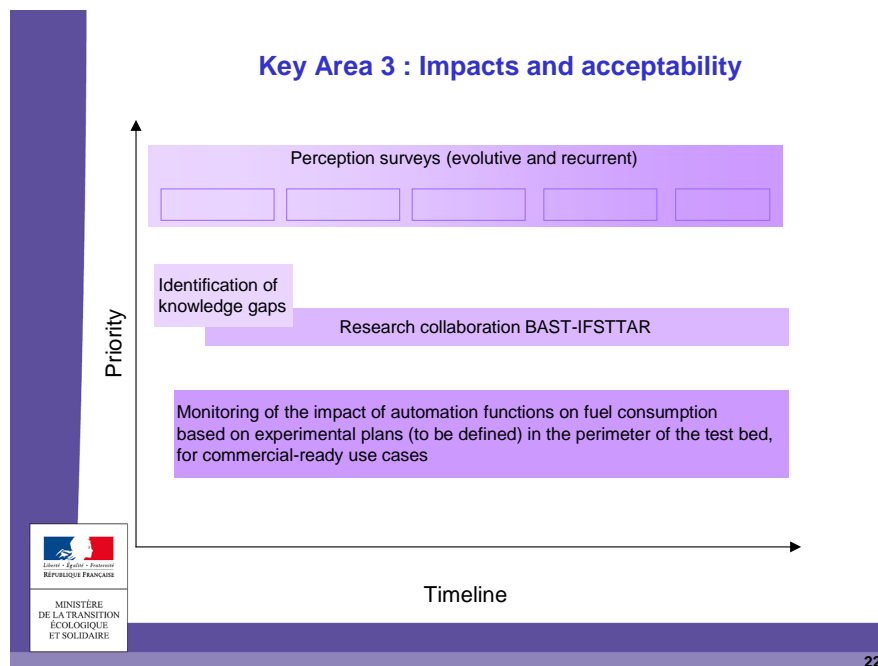 Key Area 3 : Impacts and acceptability
Perception surveys (evolutive and recurrent)
Identification of
knowledge gaps
Research collaboration BAST-IFSTTAR
Monitoring of the impact of automation functions on fuel consumption
based on experimental plans (to be defined) in the perimeter of the test bed,
for commercial-ready use cases
Priority
Timeline
Liberté • Égalité • Fraternité
RÉPUBLIQUE FRANÇAISE
MINISTÈRE
DE LA TRANSITION
ÉCOLOGIQUE
ET SOLIDAIRE
22